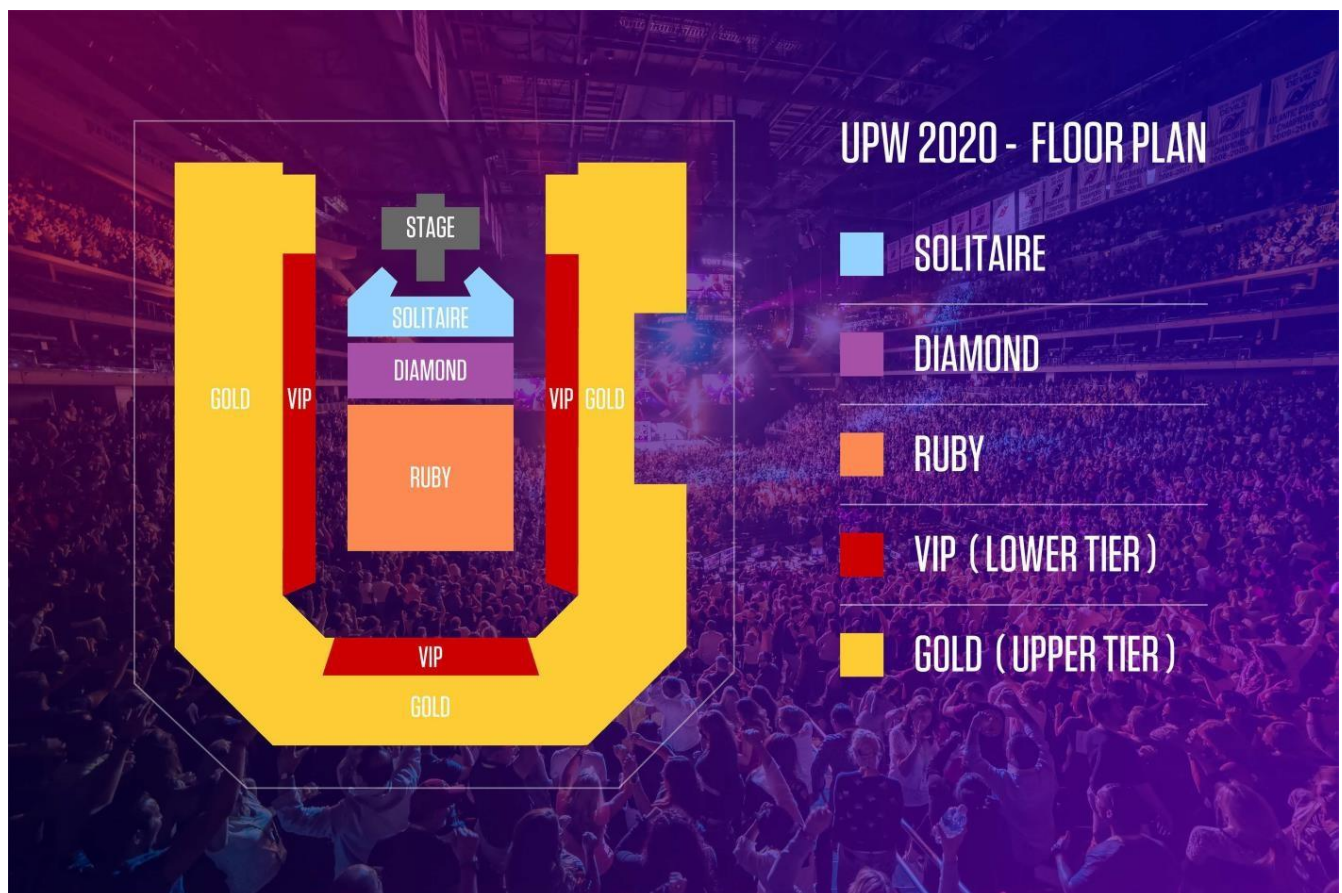 UPW 2020 - FLOOR PLAN
STAGE
SOLITAIRE
SOLITAIRE
DIAMOND
DIAMOND
GOLD
VIP
VIP
GOLD
RUBY
RUBY
VIP ( LOWER TIER )
VIP
GOLD ( UPPER TIER )
GOLD